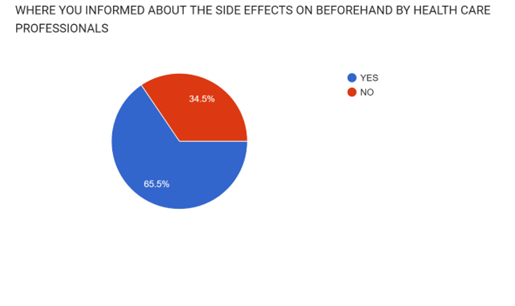 WHERE YOU INFORMED ABOUT THE SIDE EFFECTS ON BEFOREHAND BY HEALTH CARE
PROFESSIONALS
YES
NO
34.5%
65.5%